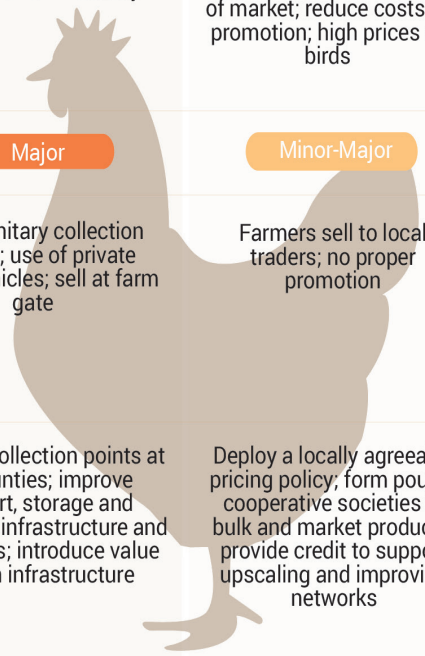 of market; reduce costs
promotion; high prices
birds
Major
Minor-Major
nitary collection
; use of private
icles; sell at farm
gate
Farmers sell to local
traders; no proper
promotion
ollection points at
nties; improve
rt, storage and
infrastructure and
s; introduce value
infrastructure
Deploy a locally agreea
pricing policy; form pou
cooperative societies
bulk and market produc
provide credit to suppo
upscaling and improvi
networks